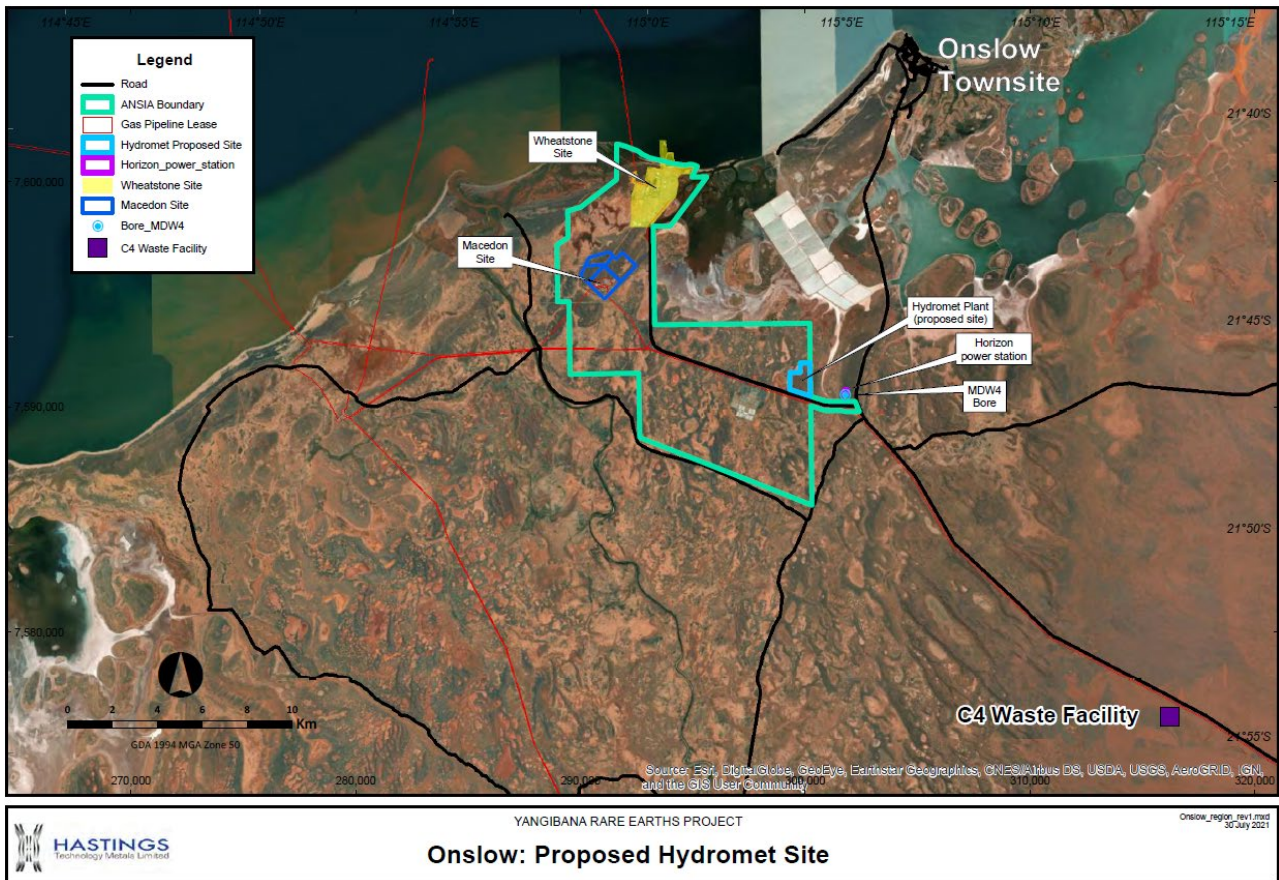 114°45'E
114°50'E
114°55'E
115°0'E
115°5'E
115°10'E
115°15'E
Legend
Road
ANSIA Boundary
Gas Pipeline Lease
Hydromet Proposed Site
Horizon_power_station
Wheatstone Site
Macedon Site
Bore_MDW4
C4 Waste Facility
Onslow
Townsite
21°40'S
Wheatstone
Site
7,600,000
Macedon
Site
Hydromet Plant
(proposed site)
21°45'S
Horizon
power station
MDW4
Bore
7,590,000
21°50'S
7,580,000
0 2 4 6 8 10
Km
GDA 1994 MGA Zone 50
C4 Waste Facility
21°55'S
270,000
280,000
290,000
300,000
310,000
320,000
Source: Esri, DigitalGlobe, GeoEye, Earthstar Geographics, CNES/Airbus DS, USDA, USGS, AeroGRID, IGN,
and the GIS User Community
HASTINGS
Technology Metals Limited
YANGIBANA RARE EARTHS PROJECT
Onslow: Proposed Hydromet Site
Onslow_region_rev1.mxd
30 July 2021